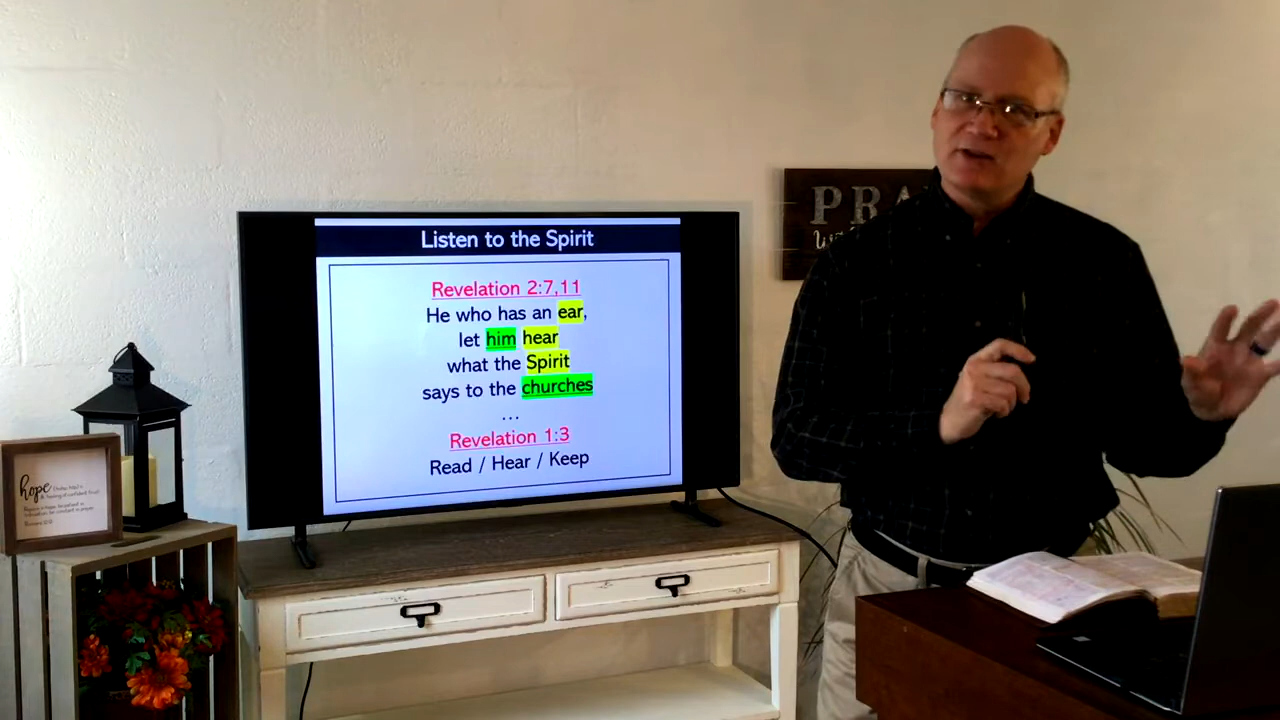 Listen to the Spirit
Revelation 2:7,11
He who has an ear,
let him hear
what the Spirit
says to the churches
...
Revelation 1:3
Read / Hear / Keep
PRA
hope